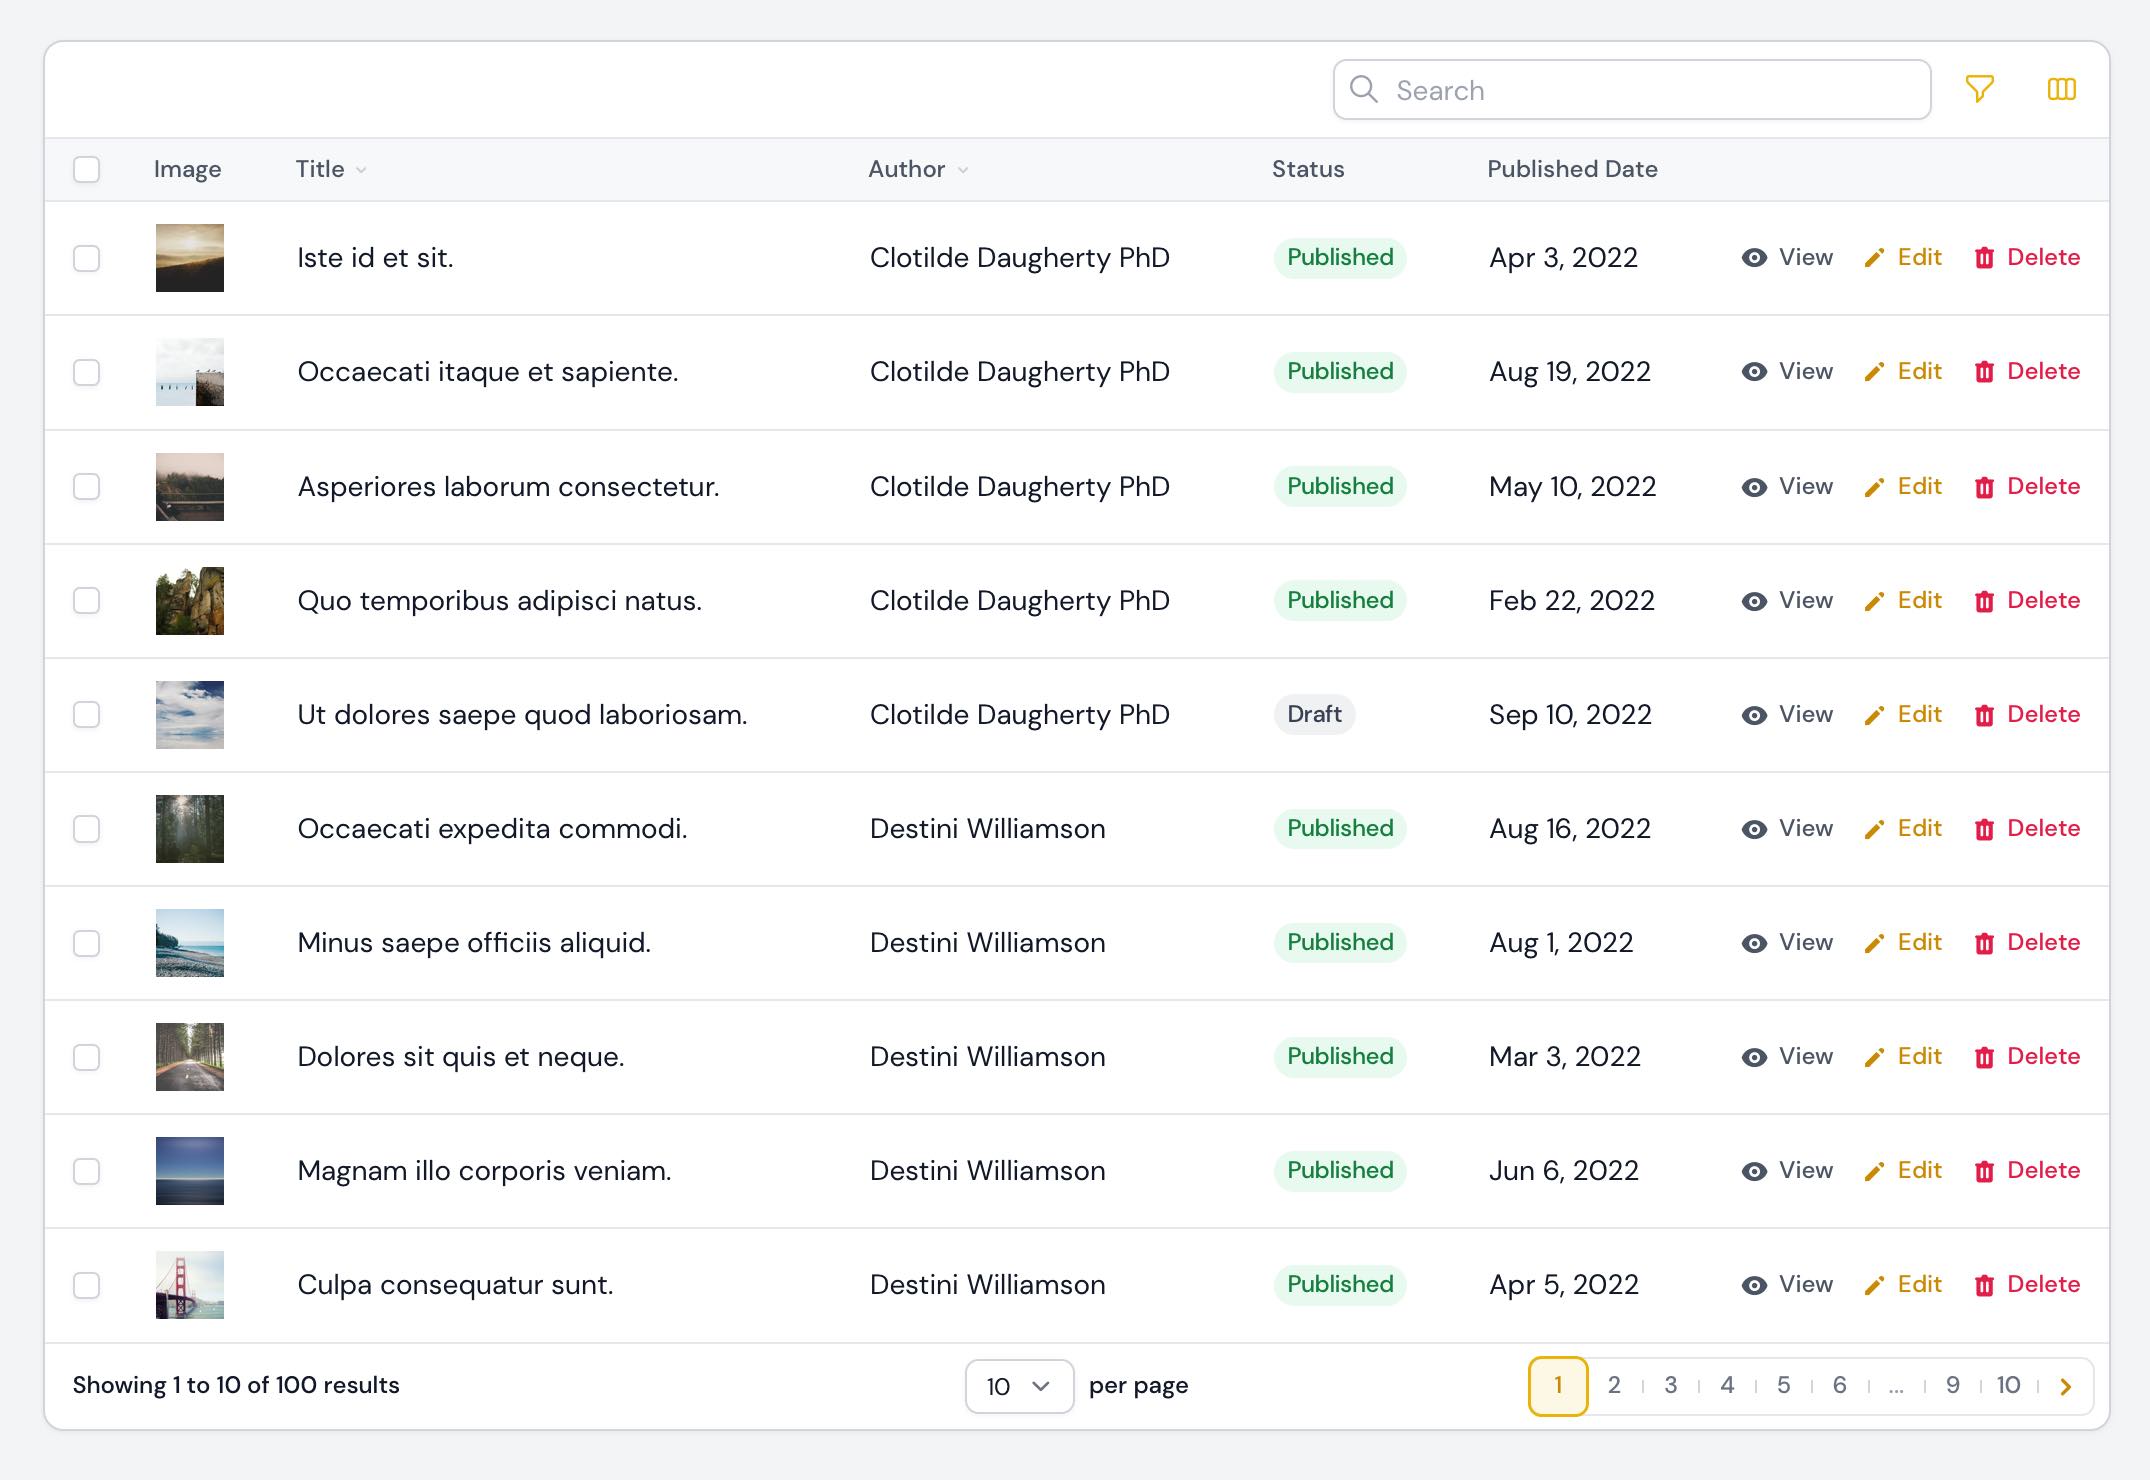 Search
Image Title Author Status Published Date
Iste id et sit. Clotilde Daugherty PhD Published Apr 3, 2022 View Edit Delete
Occaecati itaque et sapiente. Clotilde Daugherty PhD Published Aug 19, 2022 View Edit Delete
Asperiores laborum consectetur. Clotilde Daugherty PhD Published May 10, 2022 View Edit Delete
Quo temporibus adipisci natus. Clotilde Daugherty PhD Published Feb 22, 2022 View Edit Delete
Ut dolores saepe quod laboriosam. Clotilde Daugherty PhD Draft Sep 10, 2022 View Edit Delete
Occaecati expedita commodi. Destini Williamson Published Aug 16, 2022 View Edit Delete
Minus saepe officiis aliquid. Destini Williamson Published Aug 1, 2022 View Edit Delete
Dolores sit quis et neque. Destini Williamson Published Mar 3, 2022 View Edit Delete
Magnam illo corporis veniam. Destini Williamson Published Jun 6, 2022 View Edit Delete
Culpa consequatur sunt. Destini Williamson Published Apr 5, 2022 View Edit Delete
Showing 1 to 10 of 100 results 10 per page 1 2 3 4 5 6 ... 9 10